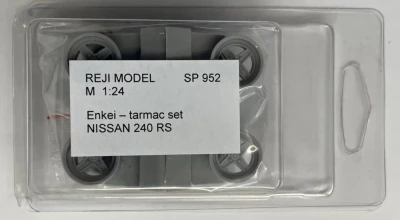 REJI MODEL SP 952
M 1:24
Enkei – tarmac set
NISSAN 240 RS